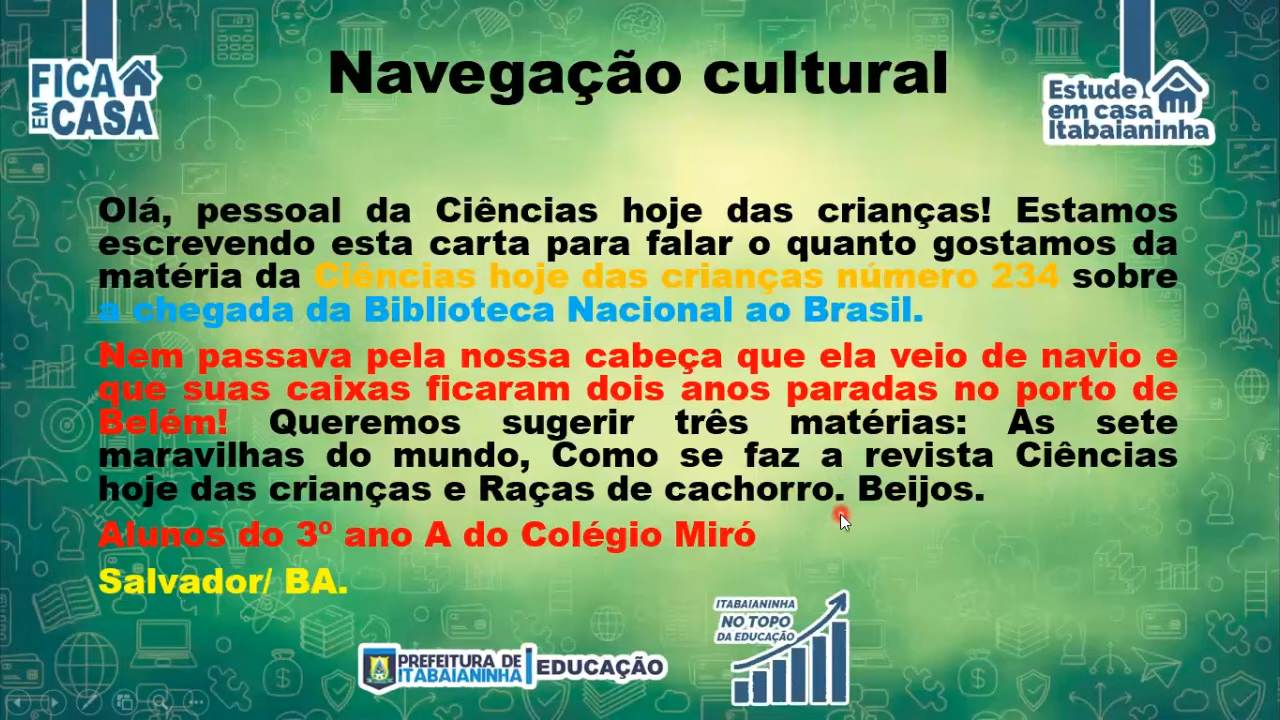 Navegação cultural
FICA
EM
CASA
Estude
em casa
Itabaianinha
Olá, pessoal da Ciências hoje das crianças! Estamos
escrevendo esta carta para falar o quanto gostamos da
matéria da Ciências hoje das crianças número 234 sobre
a chegada da Biblioteca Nacional ao Brasil.
Nem passava pela nossa cabeça que ela veio de navio e
que suas caixas ficaram dois anos paradas no porto de
Belém! Queremos sugerir três matérias: As sete
maravilhas do mundo, Como se faz a revista Ciências
hoje das crianças e Raças de cachorro. Beijos.
Alunos do 3º ano A do Colégio Miró
Salvador/ BA.
ITABAIANINHA
NO TOPO
DA EDUCAÇÃO
PREFEITURA DE
ITABAIANINHA
EDUCAÇÃO